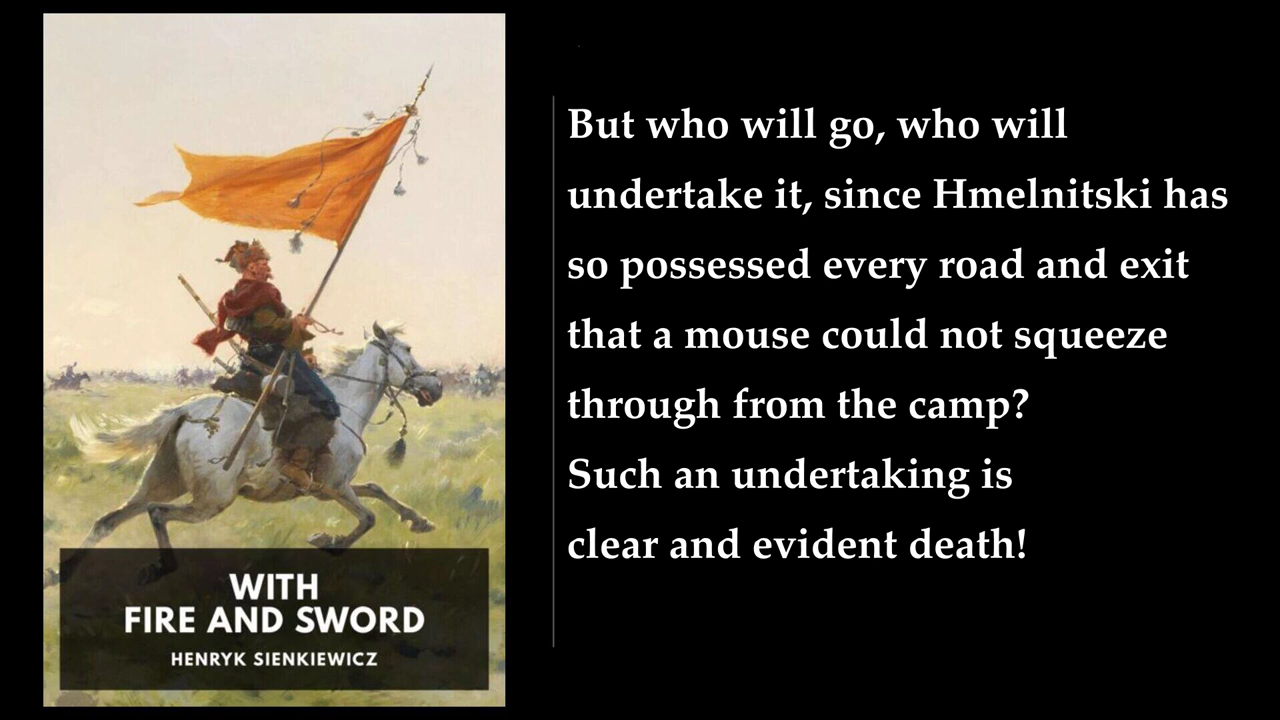 WITH
FIRE AND SWORD
HENRYK SIENKIEWICZ
But who will go, who will
undertake it, since Hmelnitski has
so possessed every road and exit
that a mouse could not squeeze
through from the camp?
Such an undertaking is
clear and evident death!